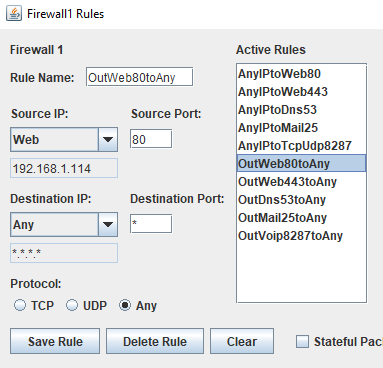 Firewall1 Rules
Firewall 1
Rule Name: OutWeb80toAny
Source IP: Source Port:
Web 80
192.168.1.114
Destination IP: Destination Port:
Any *
*.*.*.*
Protocol:
TCP UDP Any
Save Rule Delete Rule Clear
Active Rules
AnyIPtoWeb80
AnyIPtoWeb443
AnyIPtoDns53
AnyIPtoMail25
AnyIPtoTcpUdp8287
OutWeb80toAny
OutWeb443toAny
OutDns53toAny
OutMail25toAny
OutVoip8287toAny
Stateful Pac